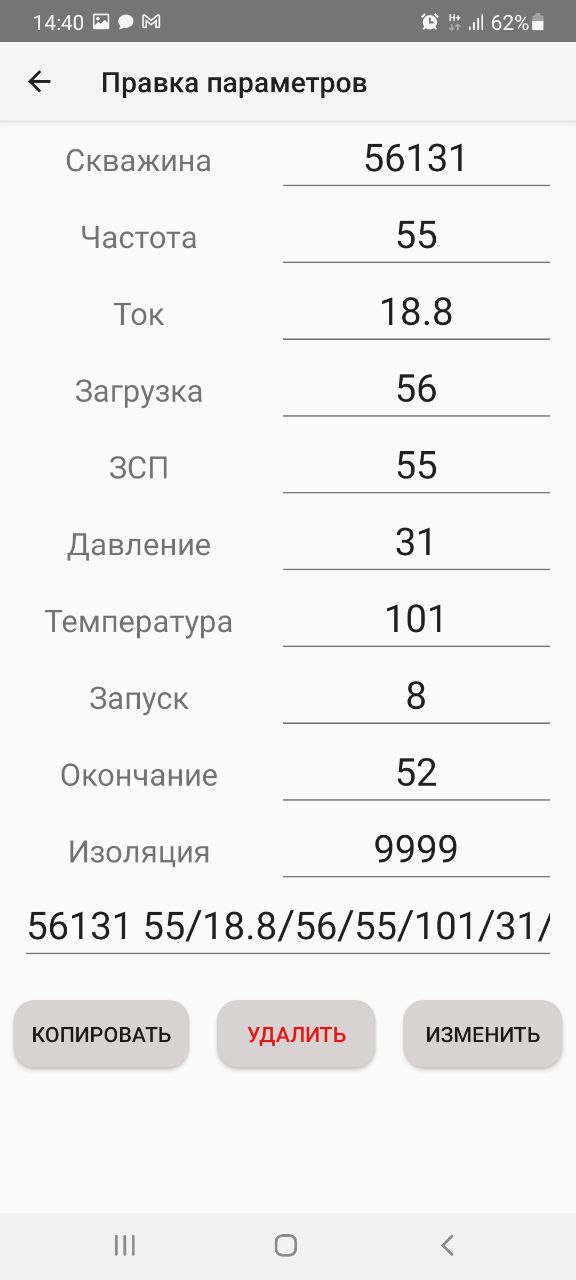 14:40 H+ 62%
Правка параметров
Скважина 56131
Частота 55
Ток 18.8
Загрузка 56
ЗСП 55
Давление 31
Температура 101
Запуск 8
Окончание 52
Изоляция 9999
56131 55/18.8/56/55/101/31/
КОПИРОВАТЬ УДАЛИТЬ ИЗМЕНИТЬ